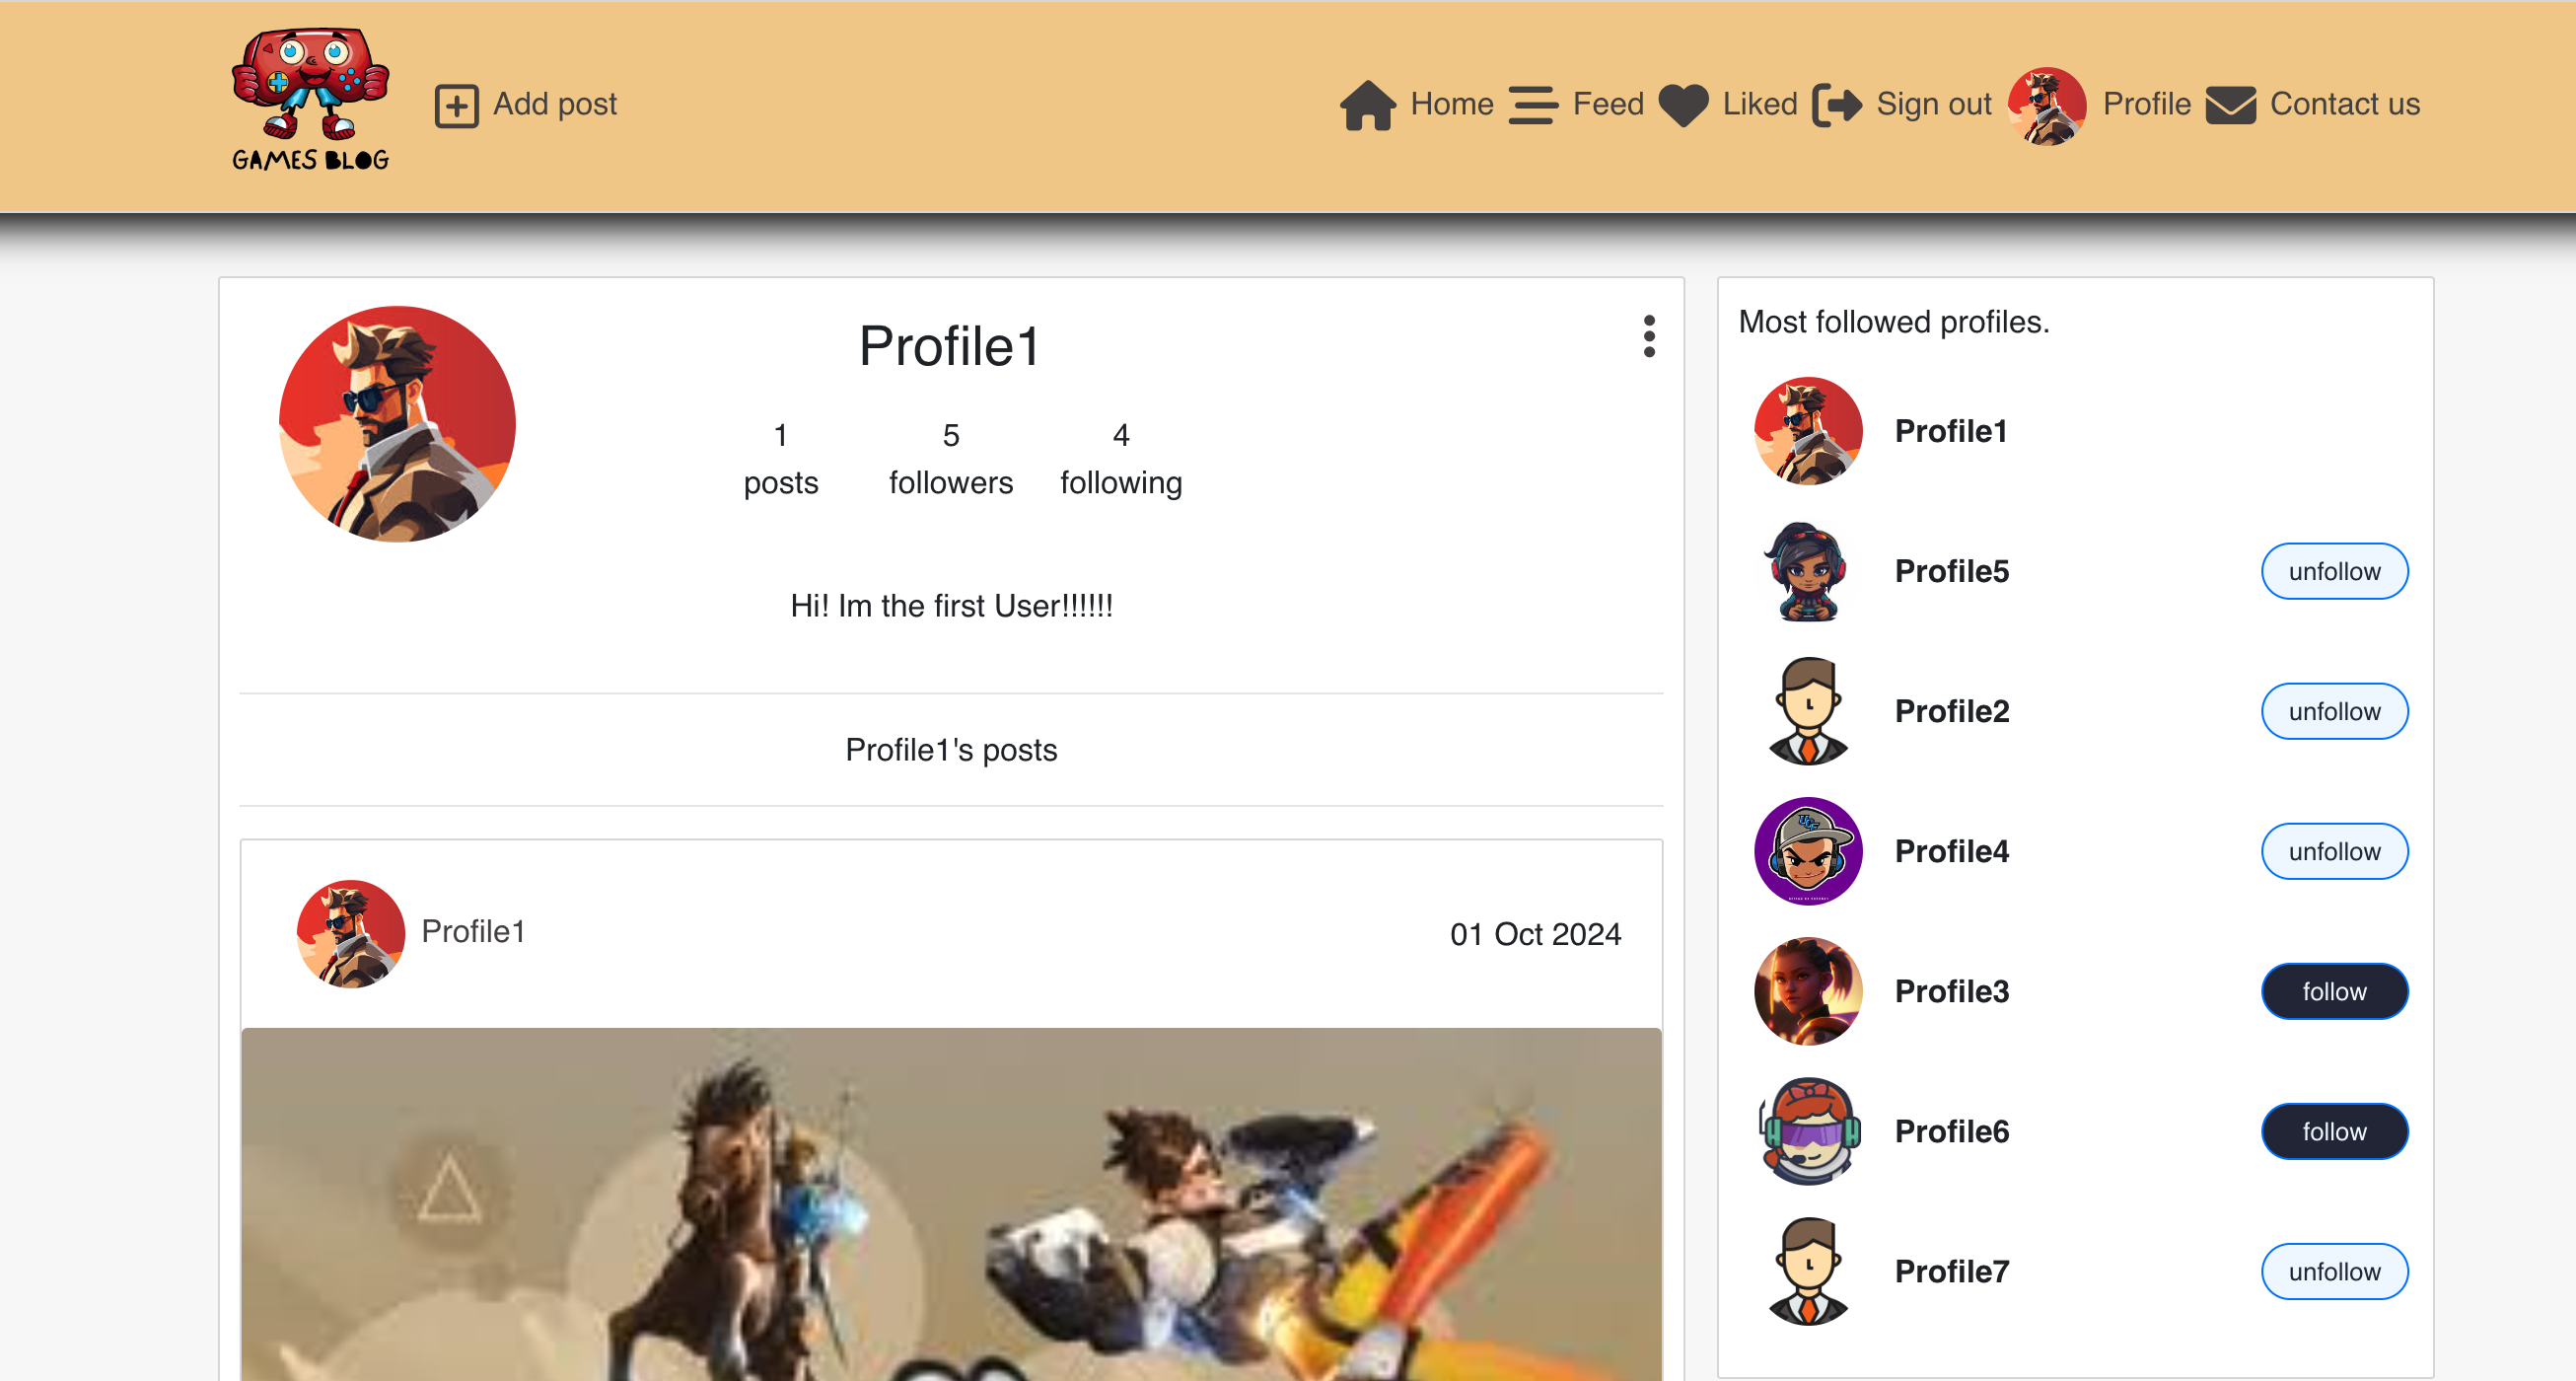 GAMES BLOG
Add post
Home Feed Liked Sign out Profile Contact us
Profile1
1 5 4
posts followers following
Hi! Im the first User!!!!!!
Profile1's posts
Profile1 01 Oct 2024
Most followed profiles.
Profile1
Profile5 unfollow
Profile2 unfollow
UCF
Profile4 unfollow
Profile3 follow
Profile6 follow
Profile7 unfollow